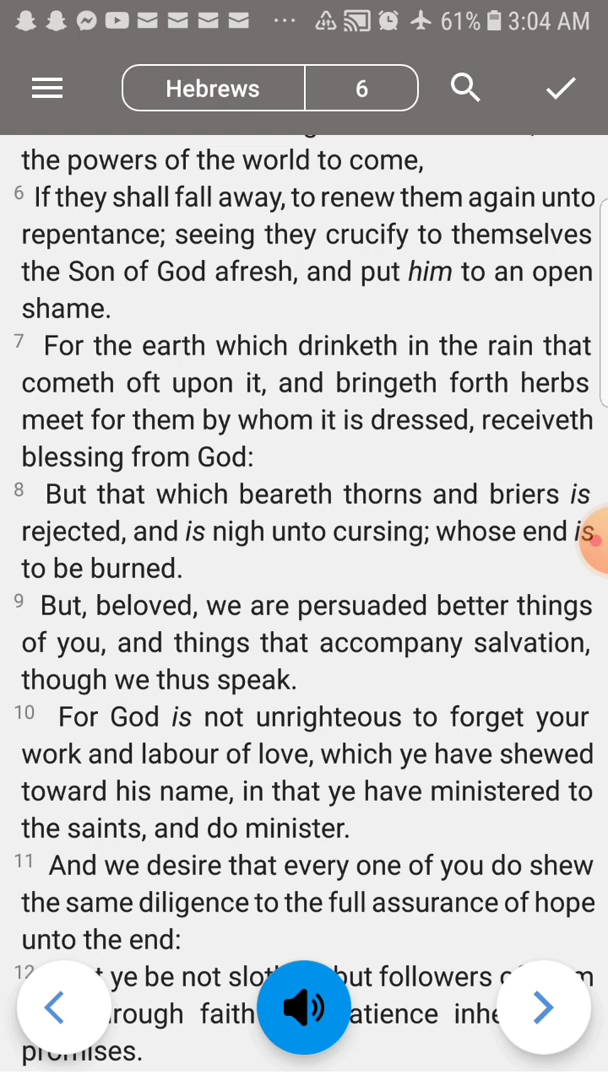 61% 3:04 AM
Hebrews 6
the powers of the world to come,
6 If they shall fall away, to renew them again unto
repentance; seeing they crucify to themselves
the Son of God afresh, and put him to an open
shame.
7 For the earth which drinketh in the rain that
cometh oft upon it, and bringeth forth herbs
meet for them by whom it is dressed, receiveth
blessing from God:
8 But that which beareth thorns and briers is
rejected, and is nigh unto cursing; whose end is
to be burned.
9 But, beloved, we are persuaded better things
of you, and things that accompany salvation,
though we thus speak.
10 For God is not unrighteous to forget your
work and labour of love, which ye have shewed
toward his name, in that ye have ministered to
the saints, and do minister.
11 And we desire that every one of you do shew
the same diligence to the full assurance of hope
unto the end:
12 ye be not but followers
faith